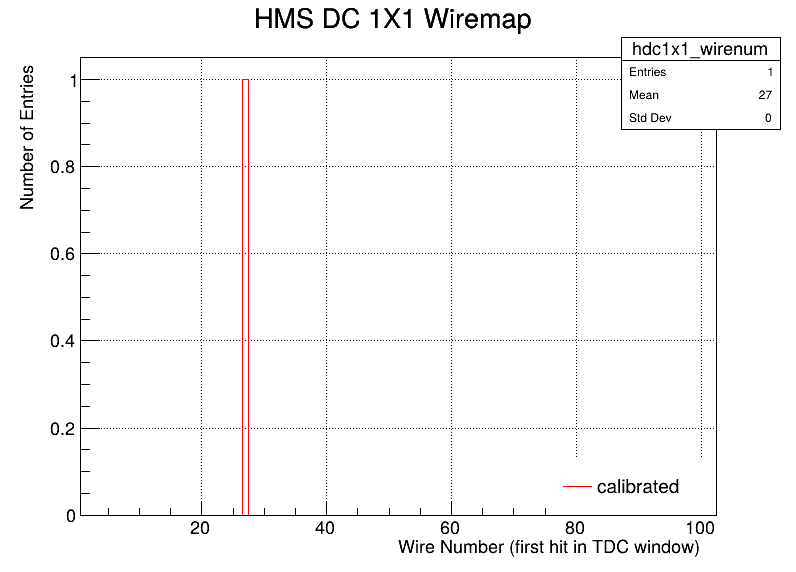 HMS DC 1X1 Wiremap
hdc1x1_wirenum
Entries 1
Mean 27
Std Dev 0
Number of Entries
1
0.8
0.6
0.4
0.2
0
calibrated
20 40 60 80 100
Wire Number (first hit in TDC window)